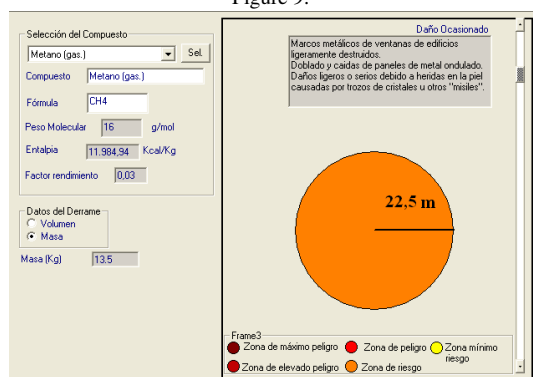 Figure 9.
Selección del Compuesto
Metano (gas.)
Sel.
Compuesto Metano (gas.)
Fórmula CH4
Peso Molecular 16 g/mol
Entalpia 11.984,94 Kcal/Kg
Factor rendimiento 0,03
Datos del Derrame
Volumen
Masa
Masa (Kg) 13.5
Daño Ocasionado
Marcos metálicos de ventanas de edificios
ligeramente destruidos.
Doblado y caidas de paneles de metal ondulado.
Daños ligeros o serios debido a heridas en la piel
causadas por trozos de cristales u otros "misiles".
22,5 m
Frame3
Zona de máximo peligro Zona de peligro Zona mínimo
riesgo
Zona de elevado peligro Zona de riesgo